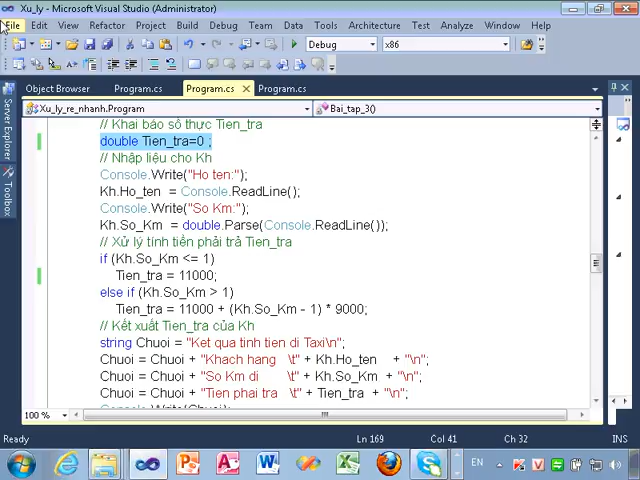 Xu_ly - Microsoft Visual Studio (Administrator)
File Edit View Refactor Project Build Debug Team Data Tools Architecture Test Analyze Window Help
Debug x86
Object Browser Program.cs Program.cs Program.cs
Xu_ly_re_nhanh.Program Bai_tap_3()
Server Explorer
Toolbox
// Khai báo số thực Tien_tra
double Tien_tra=0 ;
// Nhập liệu cho Kh
Console.Write("Ho ten:");
Kh.Ho_ten = Console.ReadLine();
Console.Write("So Km:");
Kh.So_Km = double.Parse(Console.ReadLine());
// Xử lý tính tiền phải trả Tien_tra
if (Kh.So_Km <= 1)
Tien_tra = 11000;
else if (Kh.So_Km > 1)
Tien_tra = 11000 + (Kh.So_Km - 1) * 9000;
// Kết xuất Tien_tra của Kh
string Chuoi = "Ket qua tinh tien di Taxi\n";
Chuoi = Chuoi + "Khach hang \t" + Kh.Ho_ten + "\n";
Chuoi = Chuoi + "So Km di \t" + Kh.So_Km + "\n";
Chuoi = Chuoi + "Tien phai tra \t" + Tien_tra + "\n";
Console.Write(Chuoi);
100 %
Ready Ln 169 Col 41 Ch 32 INS
EN